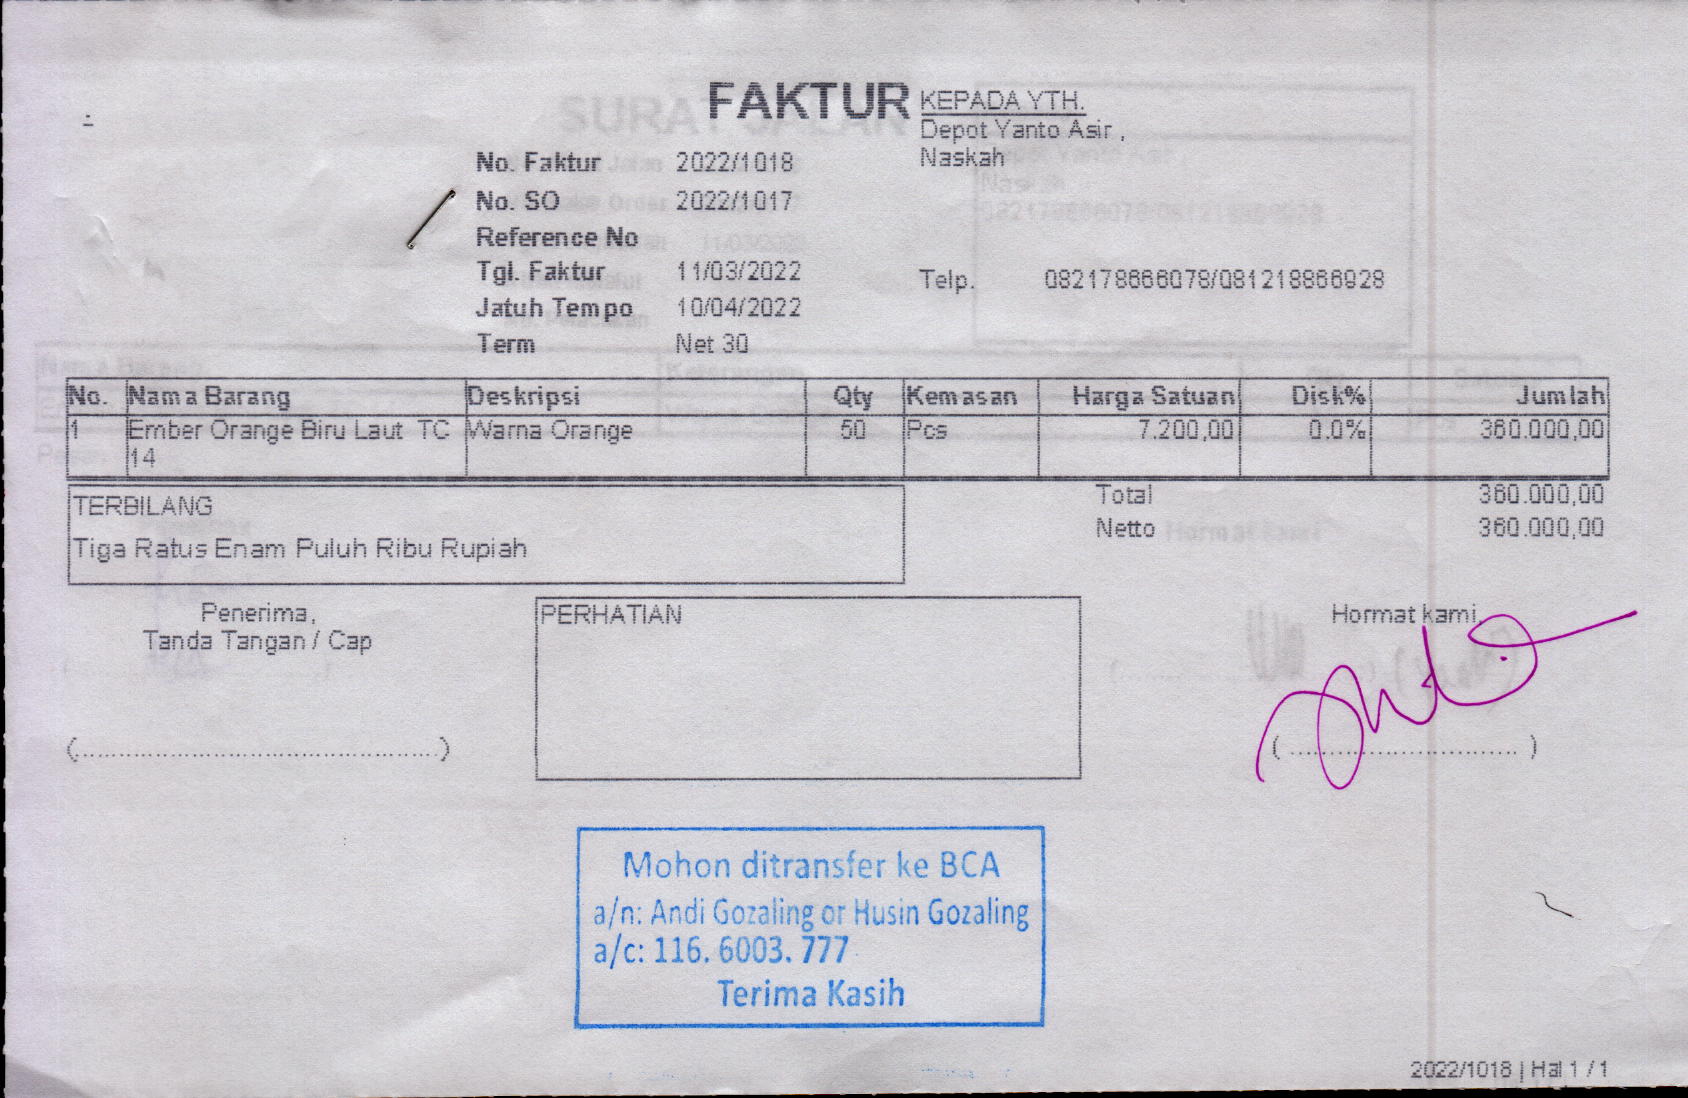 FAKTUR
KEPADA YTH.
Depot Yanto Asir ,
Naskah
No. Faktur 2022/1018
No. SO 2022/1017
Reference No
Tgl. Faktur 11/03/2022
Telp. 082178666078/081218866928
Jatuh Tempo 10/04/2022
Term Net 30
No. Nama Barang Deskripsi Qty Kemasan Harga Satuan Disk% Jumlah
1 Ember Orange Biru Laut TC Warna Orange 50 Pcs 7.200,00 0.0% 360.000,00
14
Total 360.000,00
TERBILANG
Netto 360.000,00
Tiga Ratus Enam Puluh Ribu Rupiah
Penerima,
Tanda Tangan / Cap
PERHATIAN
Hormat kami,
(..........................................)
( ............................... )
Mohon ditransfer ke BCA
a/n: Andi Gozaling or Husin Gozaling
a/c: 116. 6003. 777
Terima Kasih
2022/1018 | Hal 1 / 1